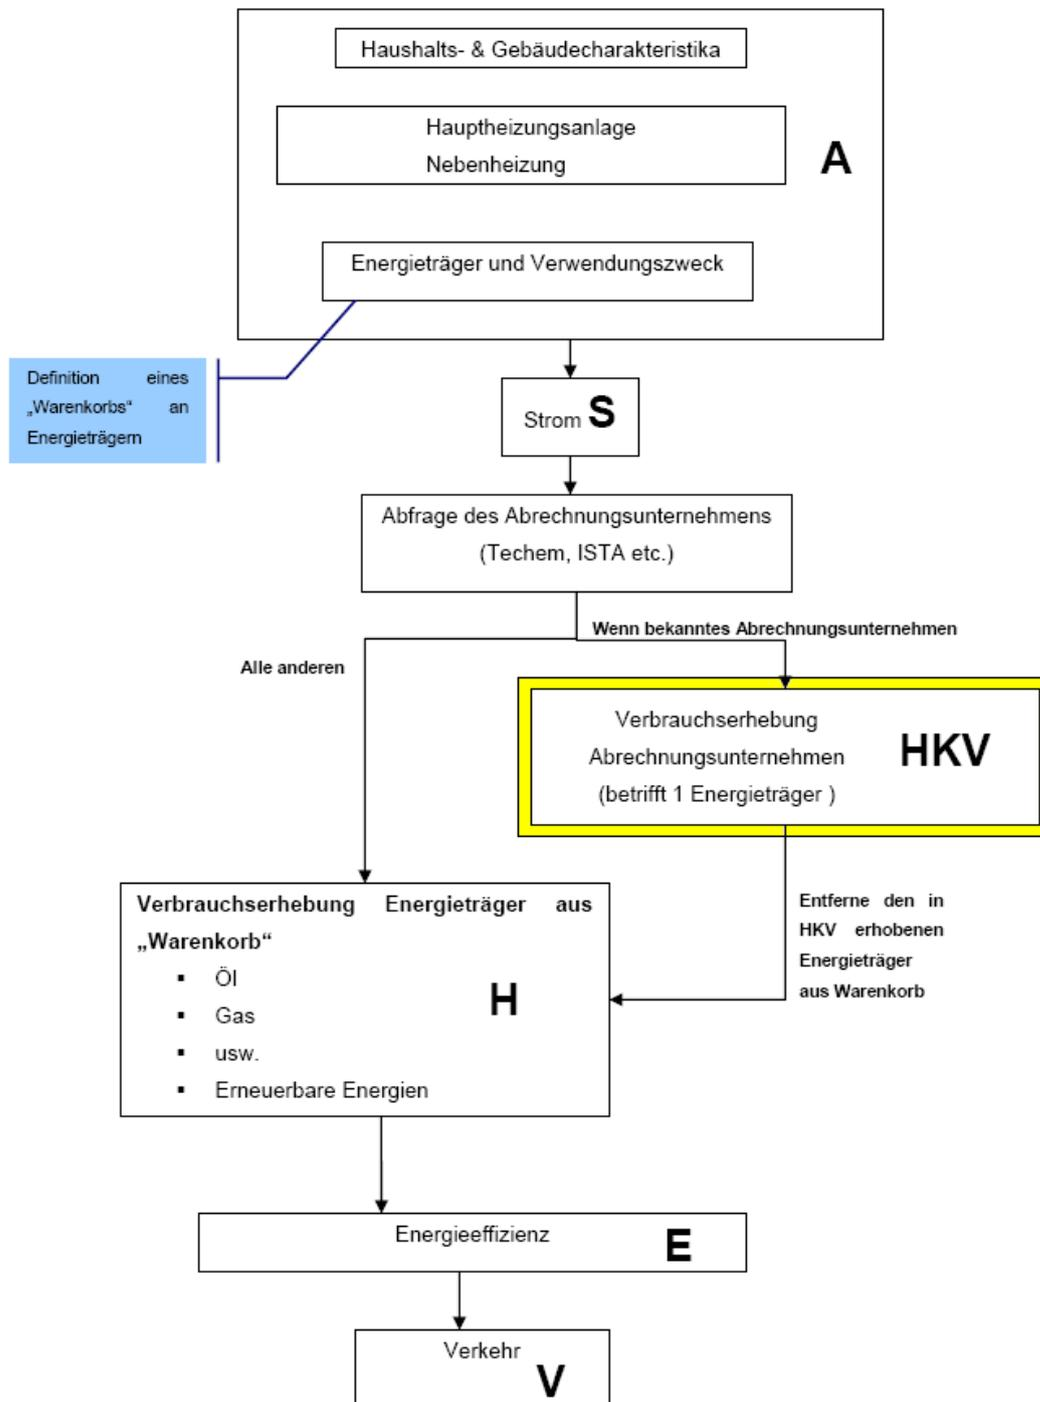 Haushalts- & Gebäudecharakteristika
Hauptheizungsanlage
Nebenheizung
A
Energieträger und Verwendungszweck
Definition eines
„Warenkorbs“ an
Energieträgern
Strom S
Abfrage des Abrechnungsunternehmens
(Techem, ISTA etc.)
Wenn bekanntes Abrechnungsunternehmen
Alle anderen
Verbrauchserhebung
Abrechnungsunternehmen
(betrifft 1 Energieträger )
HKV
Entferne den in
HKV erhobenen
Energieträger
aus Warenkorb
Verbrauchserhebung Energieträger aus
„Warenkorb“
▪ Öl
▪ Gas
▪ usw.
▪ Erneuerbare Energien
H
Energieeffizienz
E
Verkehr
V